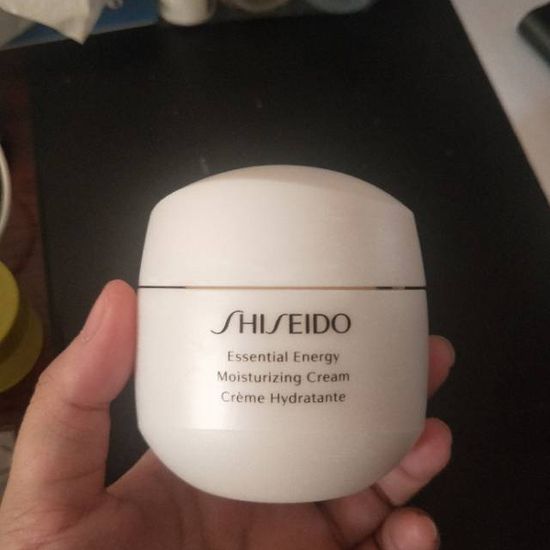 SHISEIDO
Essential Energy
Moisturizing Cream
Crème Hydratante